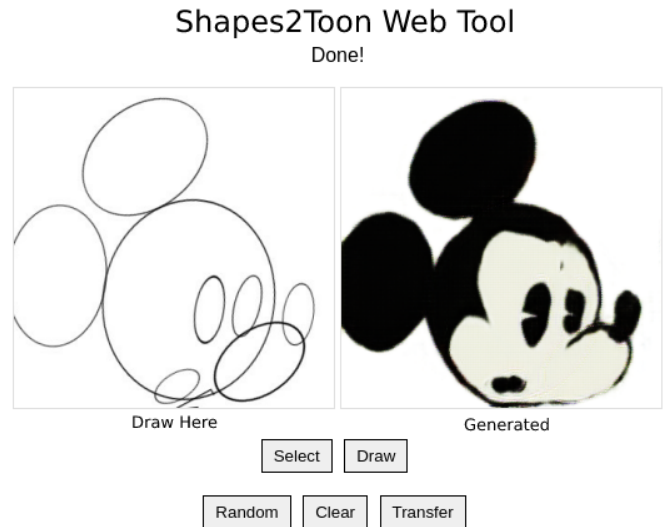 Shapes2Toon Web Tool
Done!
Draw Here
Generated
Select
Draw
Random
Clear
Transfer